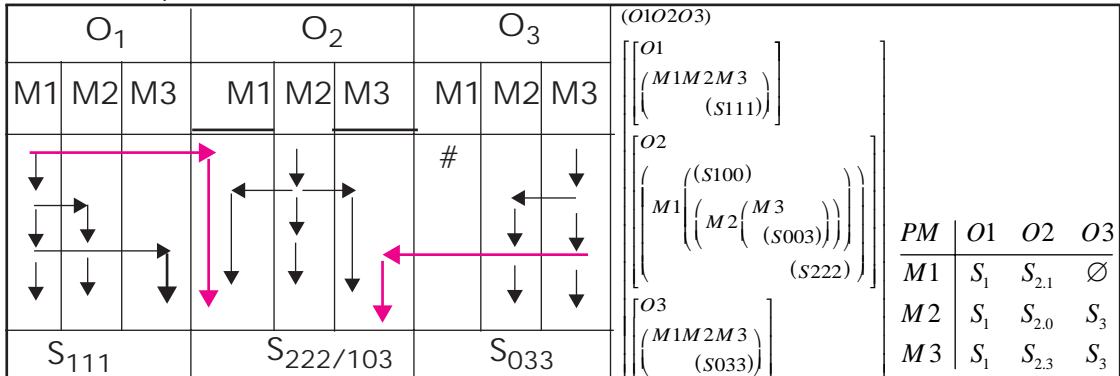 O1 O2 O3
M1 M2 M3 M1 M2 M3 M1 M2 M3
#
S111 S222/103 S033
(O1O2O3)
O1
M1M2M3
(S111)
O2
(S100)
M1
M2
M3
(S003)
(S222)
O3
M1M2M3
(S033)
PM O1 O2 O3
M1 S1 S2.1 ∅
M2 S1 S2.0 S3
M3 S1 S2.3 S3